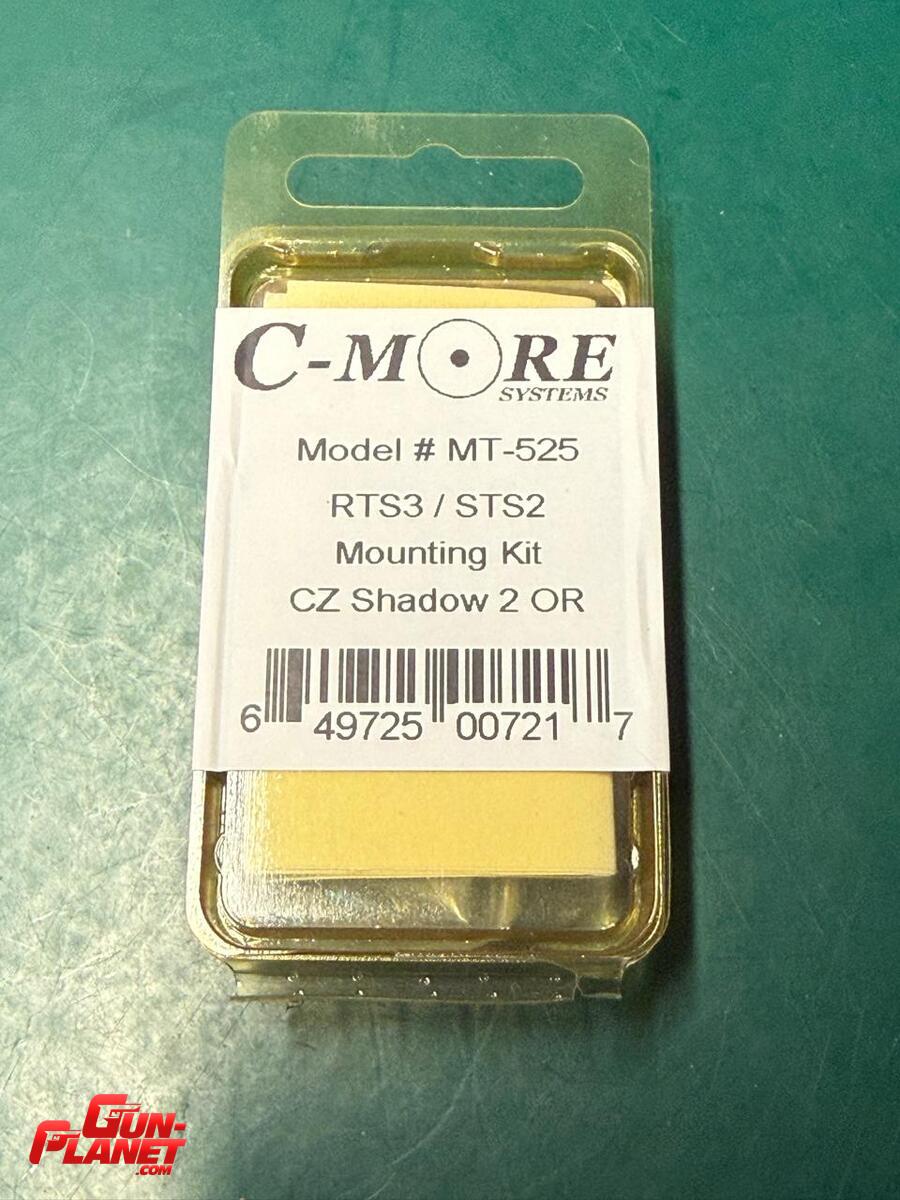 C-MORE
SYSTEMS
Model # MT-525
RTS3 / STS2
Mounting Kit
CZ Shadow 2 OR
6 49725 00721 7
GUN-
PLANET
.COM